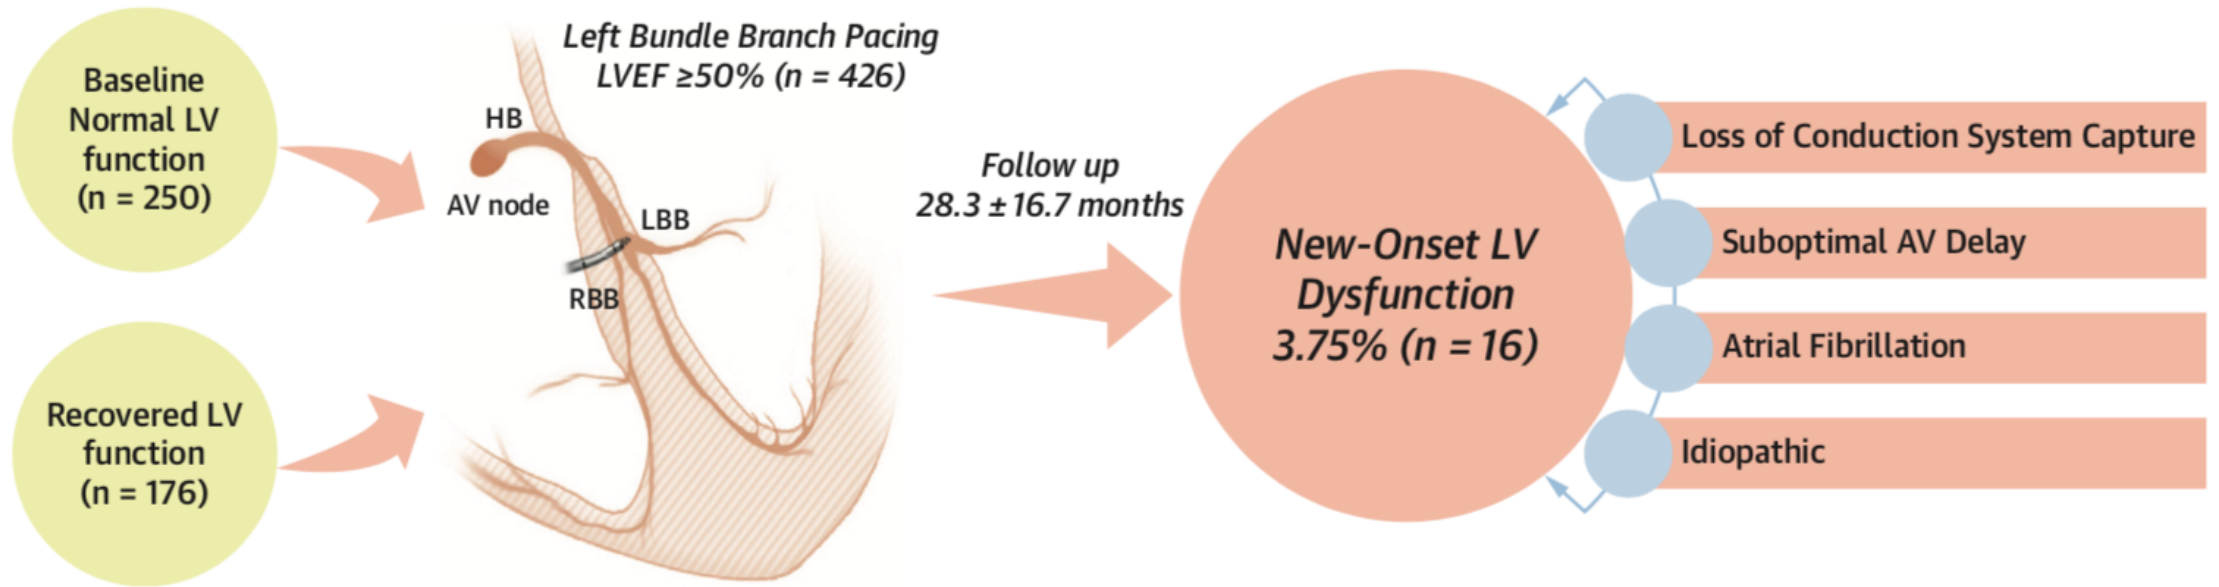 Baseline
Normal LV
function
(n = 250)
Recovered LV
function
(n = 176)
Left Bundle Branch Pacing
LVEF ≥50% (n = 426)
HB
AV node
LBB
RBB
Follow up
28.3 ± 16.7 months
New-Onset LV
Dysfunction
3.75% (n = 16)
Loss of Conduction System Capture
Suboptimal AV Delay
Atrial Fibrillation
Idiopathic